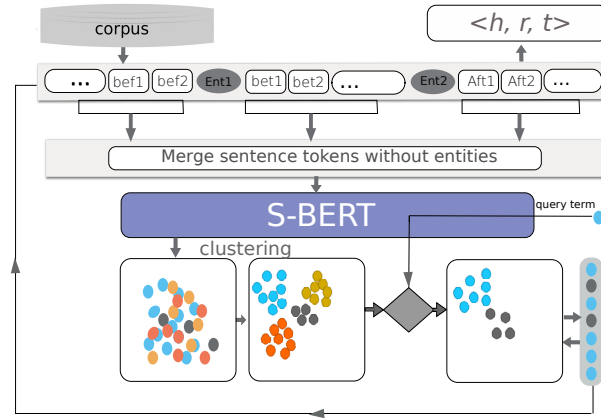 corpus
<h, r, t>
... bef1 bef2 Ent1 bet1 bet2 ... Ent2 Aft1 Aft2 ...
Merge sentence tokens without entities
S-BERT
query term
clustering